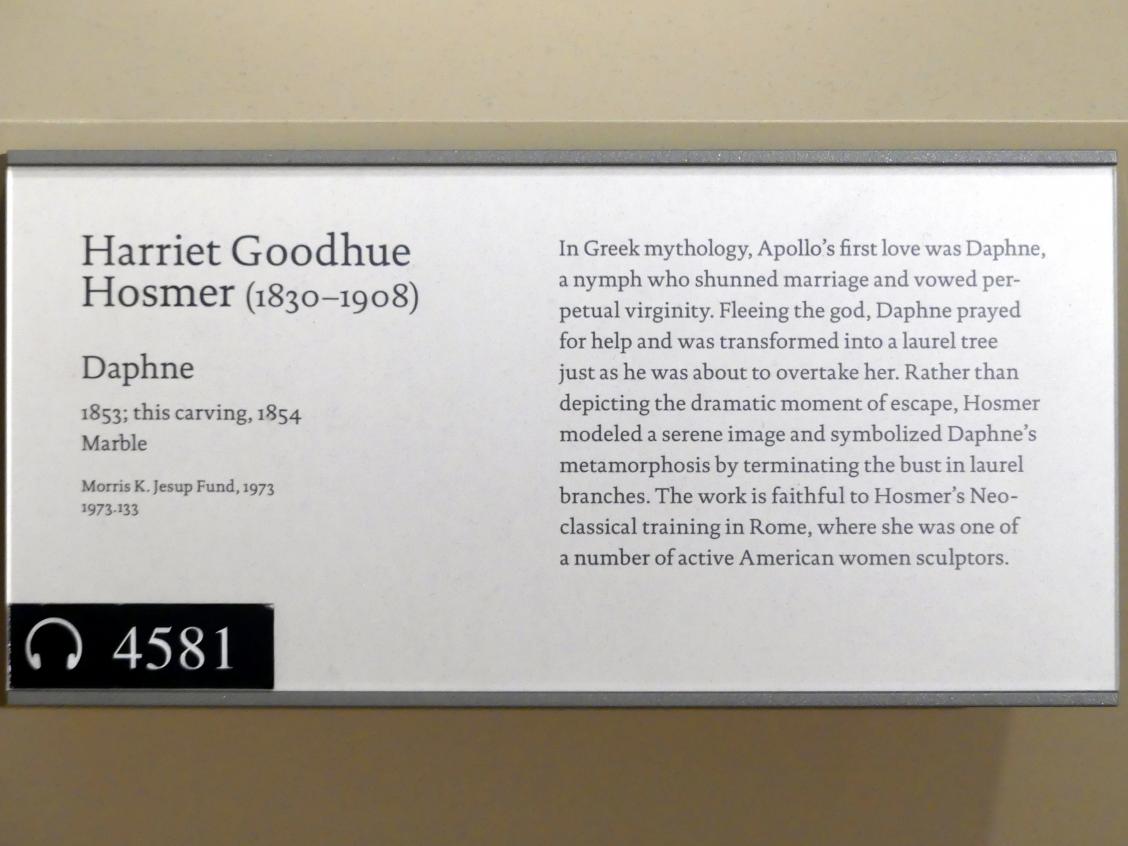 Harriet Goodhue
Hosmer (1830–1908)
Daphne
1853; this carving, 1854
Marble
Morris K. Jesup Fund, 1973
1973.133
4581
In Greek mythology, Apollo's first love was Daphne,
a nymph who shunned marriage and vowed per-
petual virginity. Fleeing the god, Daphne prayed
for help and was transformed into a laurel tree
just as he was about to overtake her. Rather than
depicting the dramatic moment of escape, Hosmer
modeled a serene image and symbolized Daphne's
metamorphosis by terminating the bust in laurel
branches. The work is faithful to Hosmer's Neo-
classical training in Rome, where she was one of
a number of active American women sculptors.